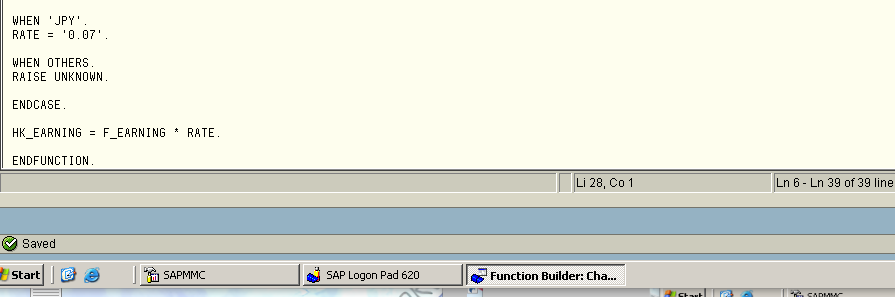 WHEN 'JPY'.
RATE = '0.07'.
WHEN OTHERS.
RAISE UNKNOWN.
ENDCASE.
HK_EARNING = F_EARNING * RATE.
ENDFUNCTION.
Li 28, Co 1
Ln 6 - Ln 39 of 39 line
Saved
Start
SAPMMC
SAP Logon Pad 620
Function Builder: Cha...
Start
SAPMMC